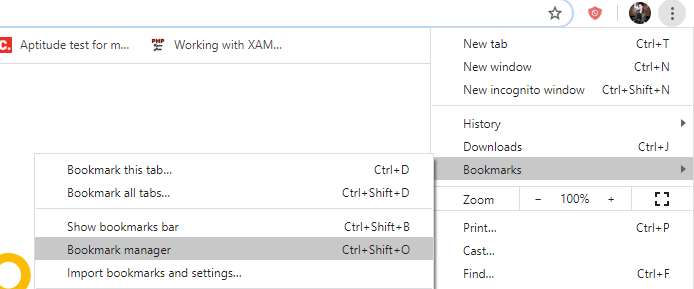 New tab Ctrl+T
C. Aptitude test for m... PHP Working with XAM...
New window Ctrl+N
New incognito window Ctrl+Shift+N
History
Downloads Ctrl+J
Bookmarks
Bookmark this tab... Ctrl+D
Bookmark all tabs... Ctrl+Shift+D
Zoom − 100% +
Show bookmarks bar Ctrl+Shift+B
Print... Ctrl+P
Bookmark manager Ctrl+Shift+O
Cast...
Import bookmarks and settings...
Find... Ctrl+F